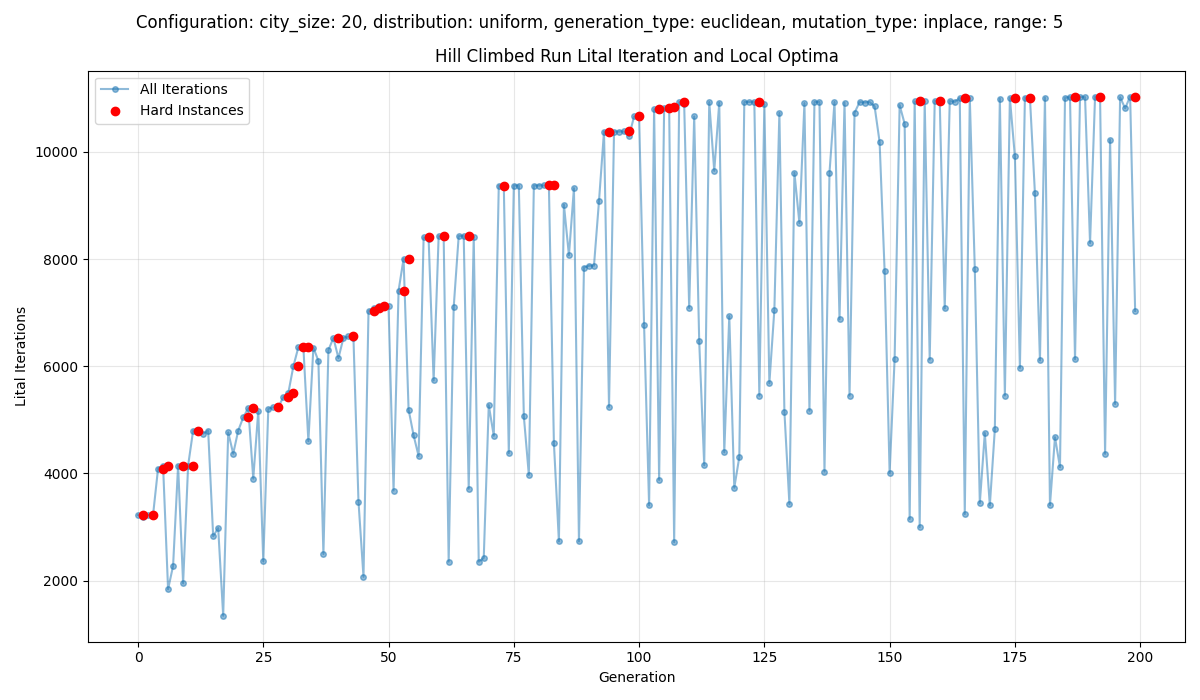 Configuration: city_size: 20, distribution: uniform, generation_type: euclidean, mutation_type: inplace, range: 5
Hill Climbed Run Lital Iteration and Local Optima
All Iterations
Hard Instances
Lital Iterations
10000
8000
6000
4000
2000
0 25 50 75 100 125 150 175 200
Generation